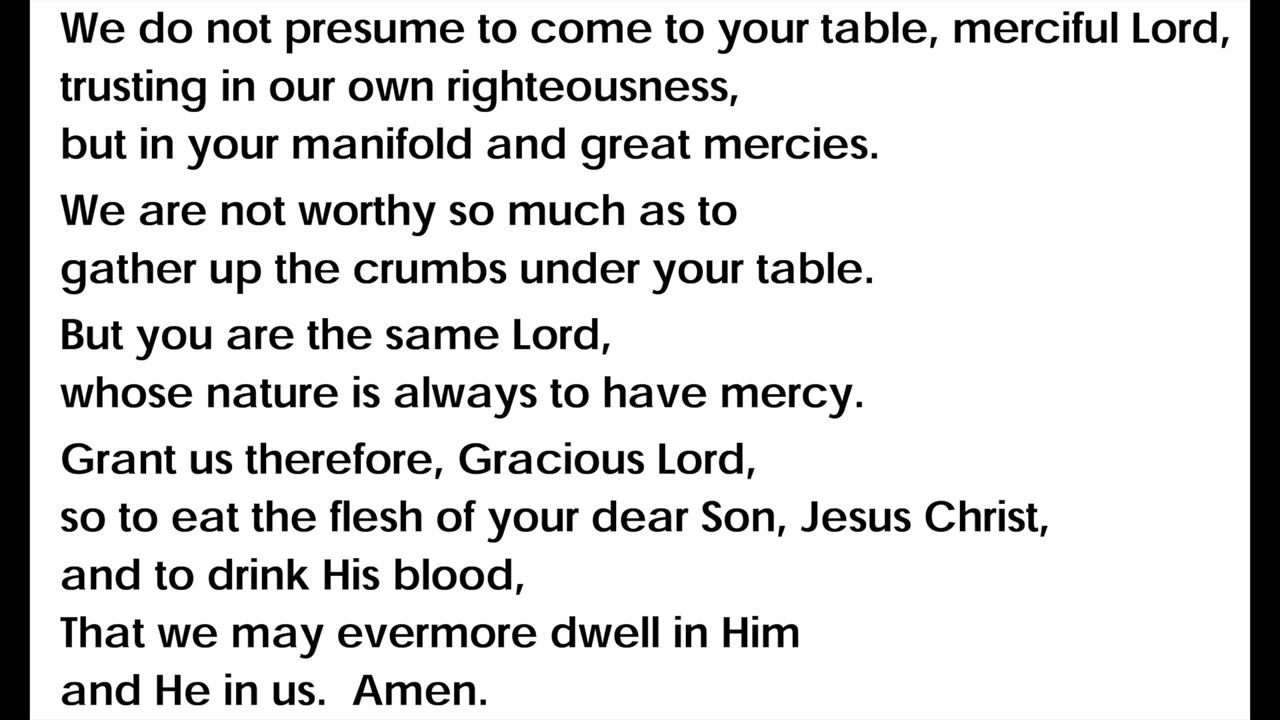 We do not presume to come to your table, merciful Lord,
trusting in our own righteousness,
but in your manifold and great mercies.
We are not worthy so much as to
gather up the crumbs under your table.
But you are the same Lord,
whose nature is always to have mercy.
Grant us therefore, Gracious Lord,
so to eat the flesh of your dear Son, Jesus Christ,
and to drink His blood,
That we may evermore dwell in Him
and He in us.  Amen.